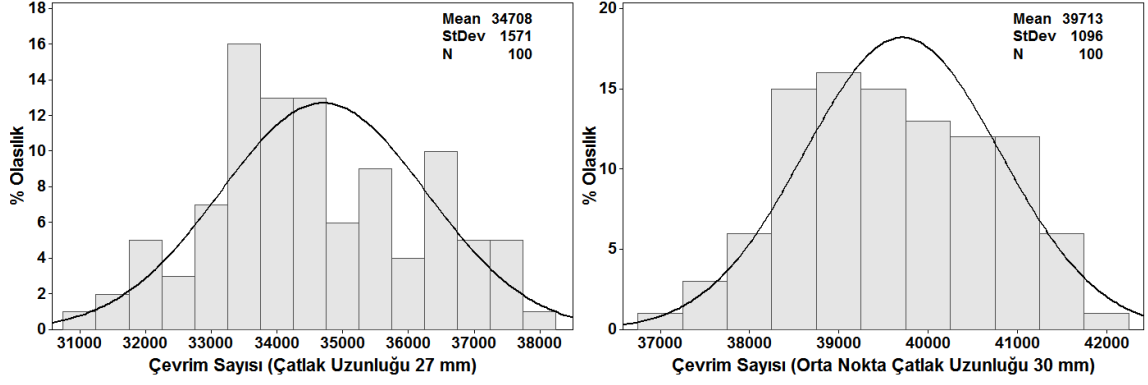 18
16
14
12
10
8
6
4
2
0
% Olasılık
Mean 34708
StDev 1571
N 100
31000 32000 33000 34000 35000 36000 37000 38000
Çevrim Sayısı (Çatlak Uzunluğu 27 mm)
20
15
10
5
0
% Olasılık
Mean 39713
StDev 1096
N 100
37000 38000 39000 40000 41000 42000
Çevrim Sayısı (Orta Nokta Çatlak Uzunluğu 30 mm)